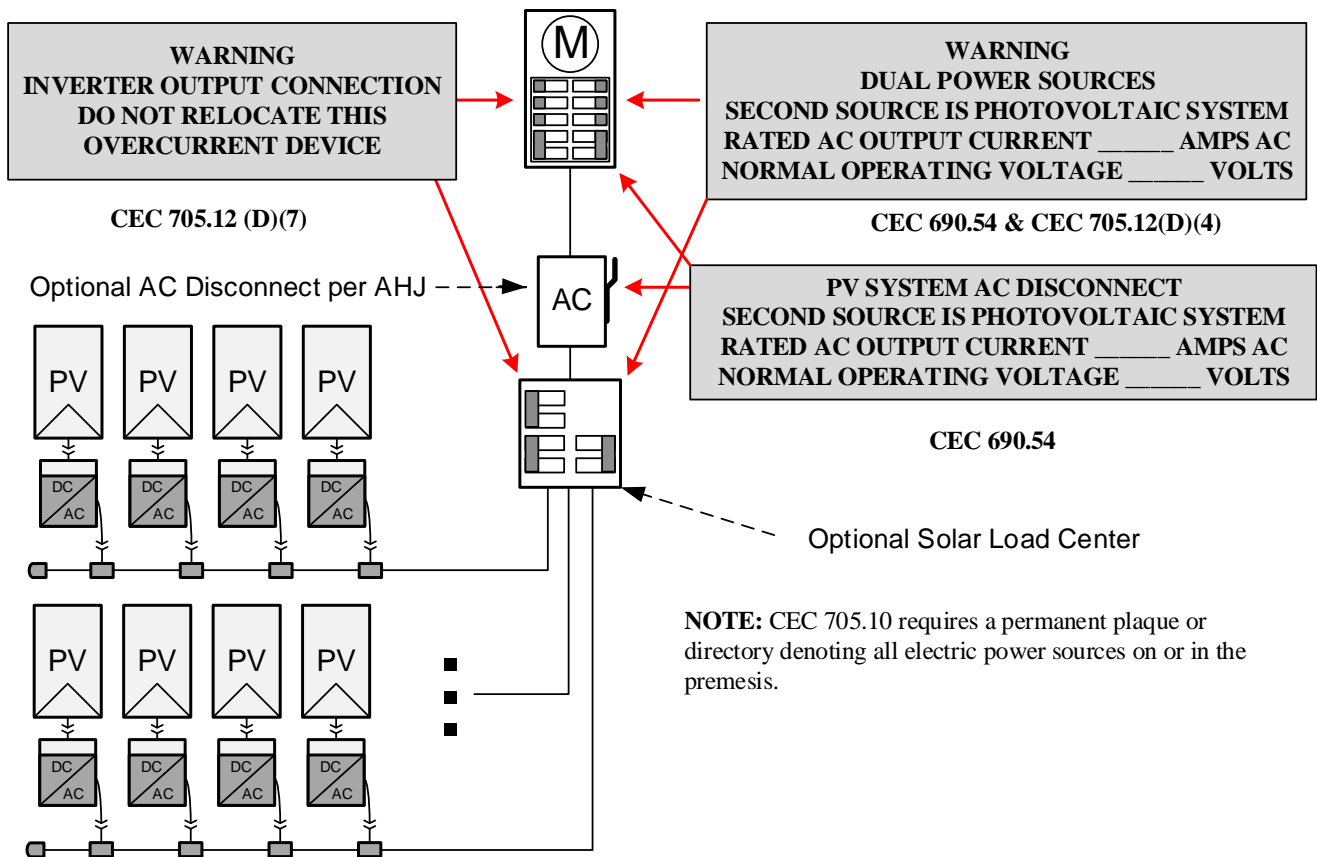 WARNING
INVERTER OUTPUT CONNECTION
DO NOT RELOCATE THIS
OVERCURRENT DEVICE
CEC 705.12 (D)(7)
M
WARNING
DUAL POWER SOURCES
SECOND SOURCE IS PHOTOVOLTAIC SYSTEM
RATED AC OUTPUT CURRENT ______ AMPS AC
NORMAL OPERATING VOLTAGE ______ VOLTS
CEC 690.54 & CEC 705.12(D)(4)
Optional AC Disconnect per AHJ
AC
PV SYSTEM AC DISCONNECT
SECOND SOURCE IS PHOTOVOLTAIC SYSTEM
RATED AC OUTPUT CURRENT ______ AMPS AC
NORMAL OPERATING VOLTAGE ______ VOLTS
CEC 690.54
PV PV PV PV
DC DC DC DC
AC AC AC AC
Optional Solar Load Center
NOTE: CEC 705.10 requires a permanent plaque or
directory denoting all electric power sources on or in the
premesis.
PV PV PV PV
DC DC DC DC
AC AC AC AC